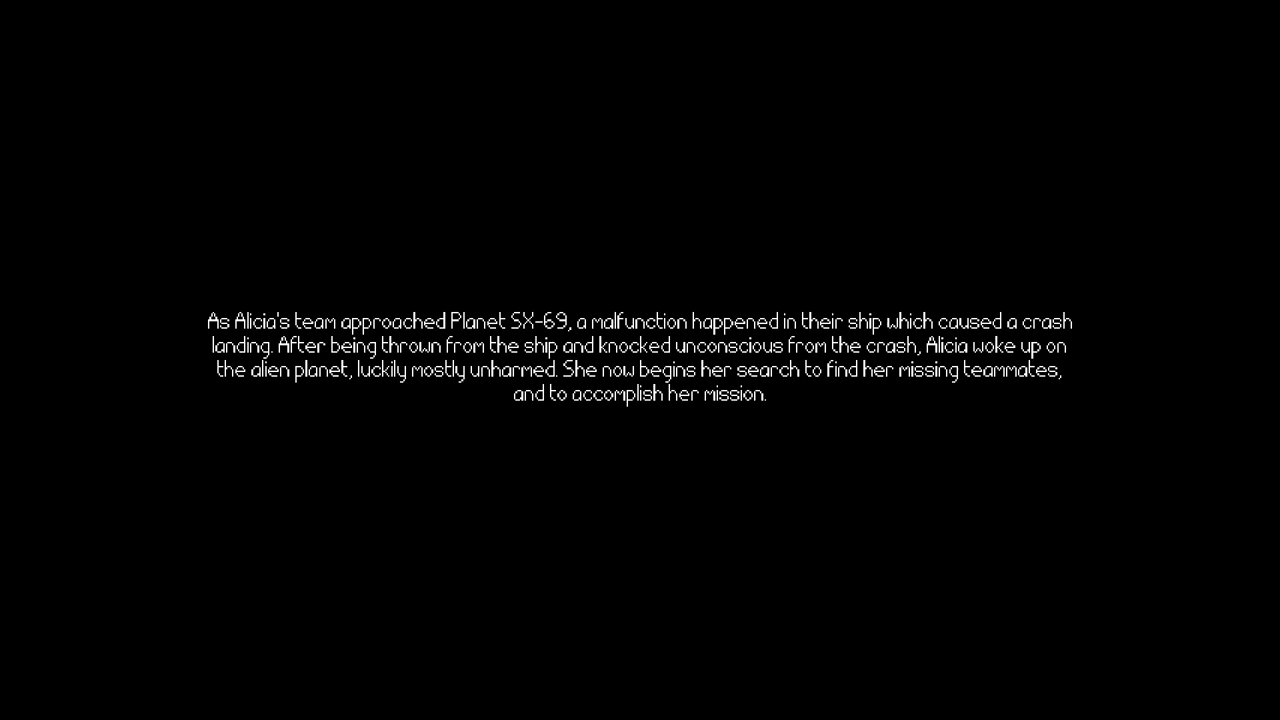 As Alicia's team approached Planet SX-69, a malfunction happened in their ship which caused a crash
landing. After being thrown from the ship and knocked unconscious from the crash, Alicia woke up on
the alien planet, luckily mostly unharmed. She now begins her search to find her missing teammates,
and to accomplish her mission.